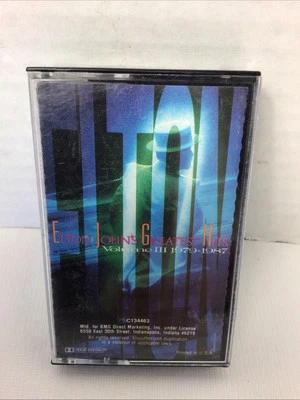 ELTON
ELTON JOHN'S GREATEST HITS
Volume III 1979-1987
C134463
Mfd. for BMG Direct Marketing, Inc. under License
6550 East 30th Street, Indianapolis, Indiana 46219
All rights reserved. Unauthorized duplication
is a violation of applicable laws.
Printed in U.S.A.